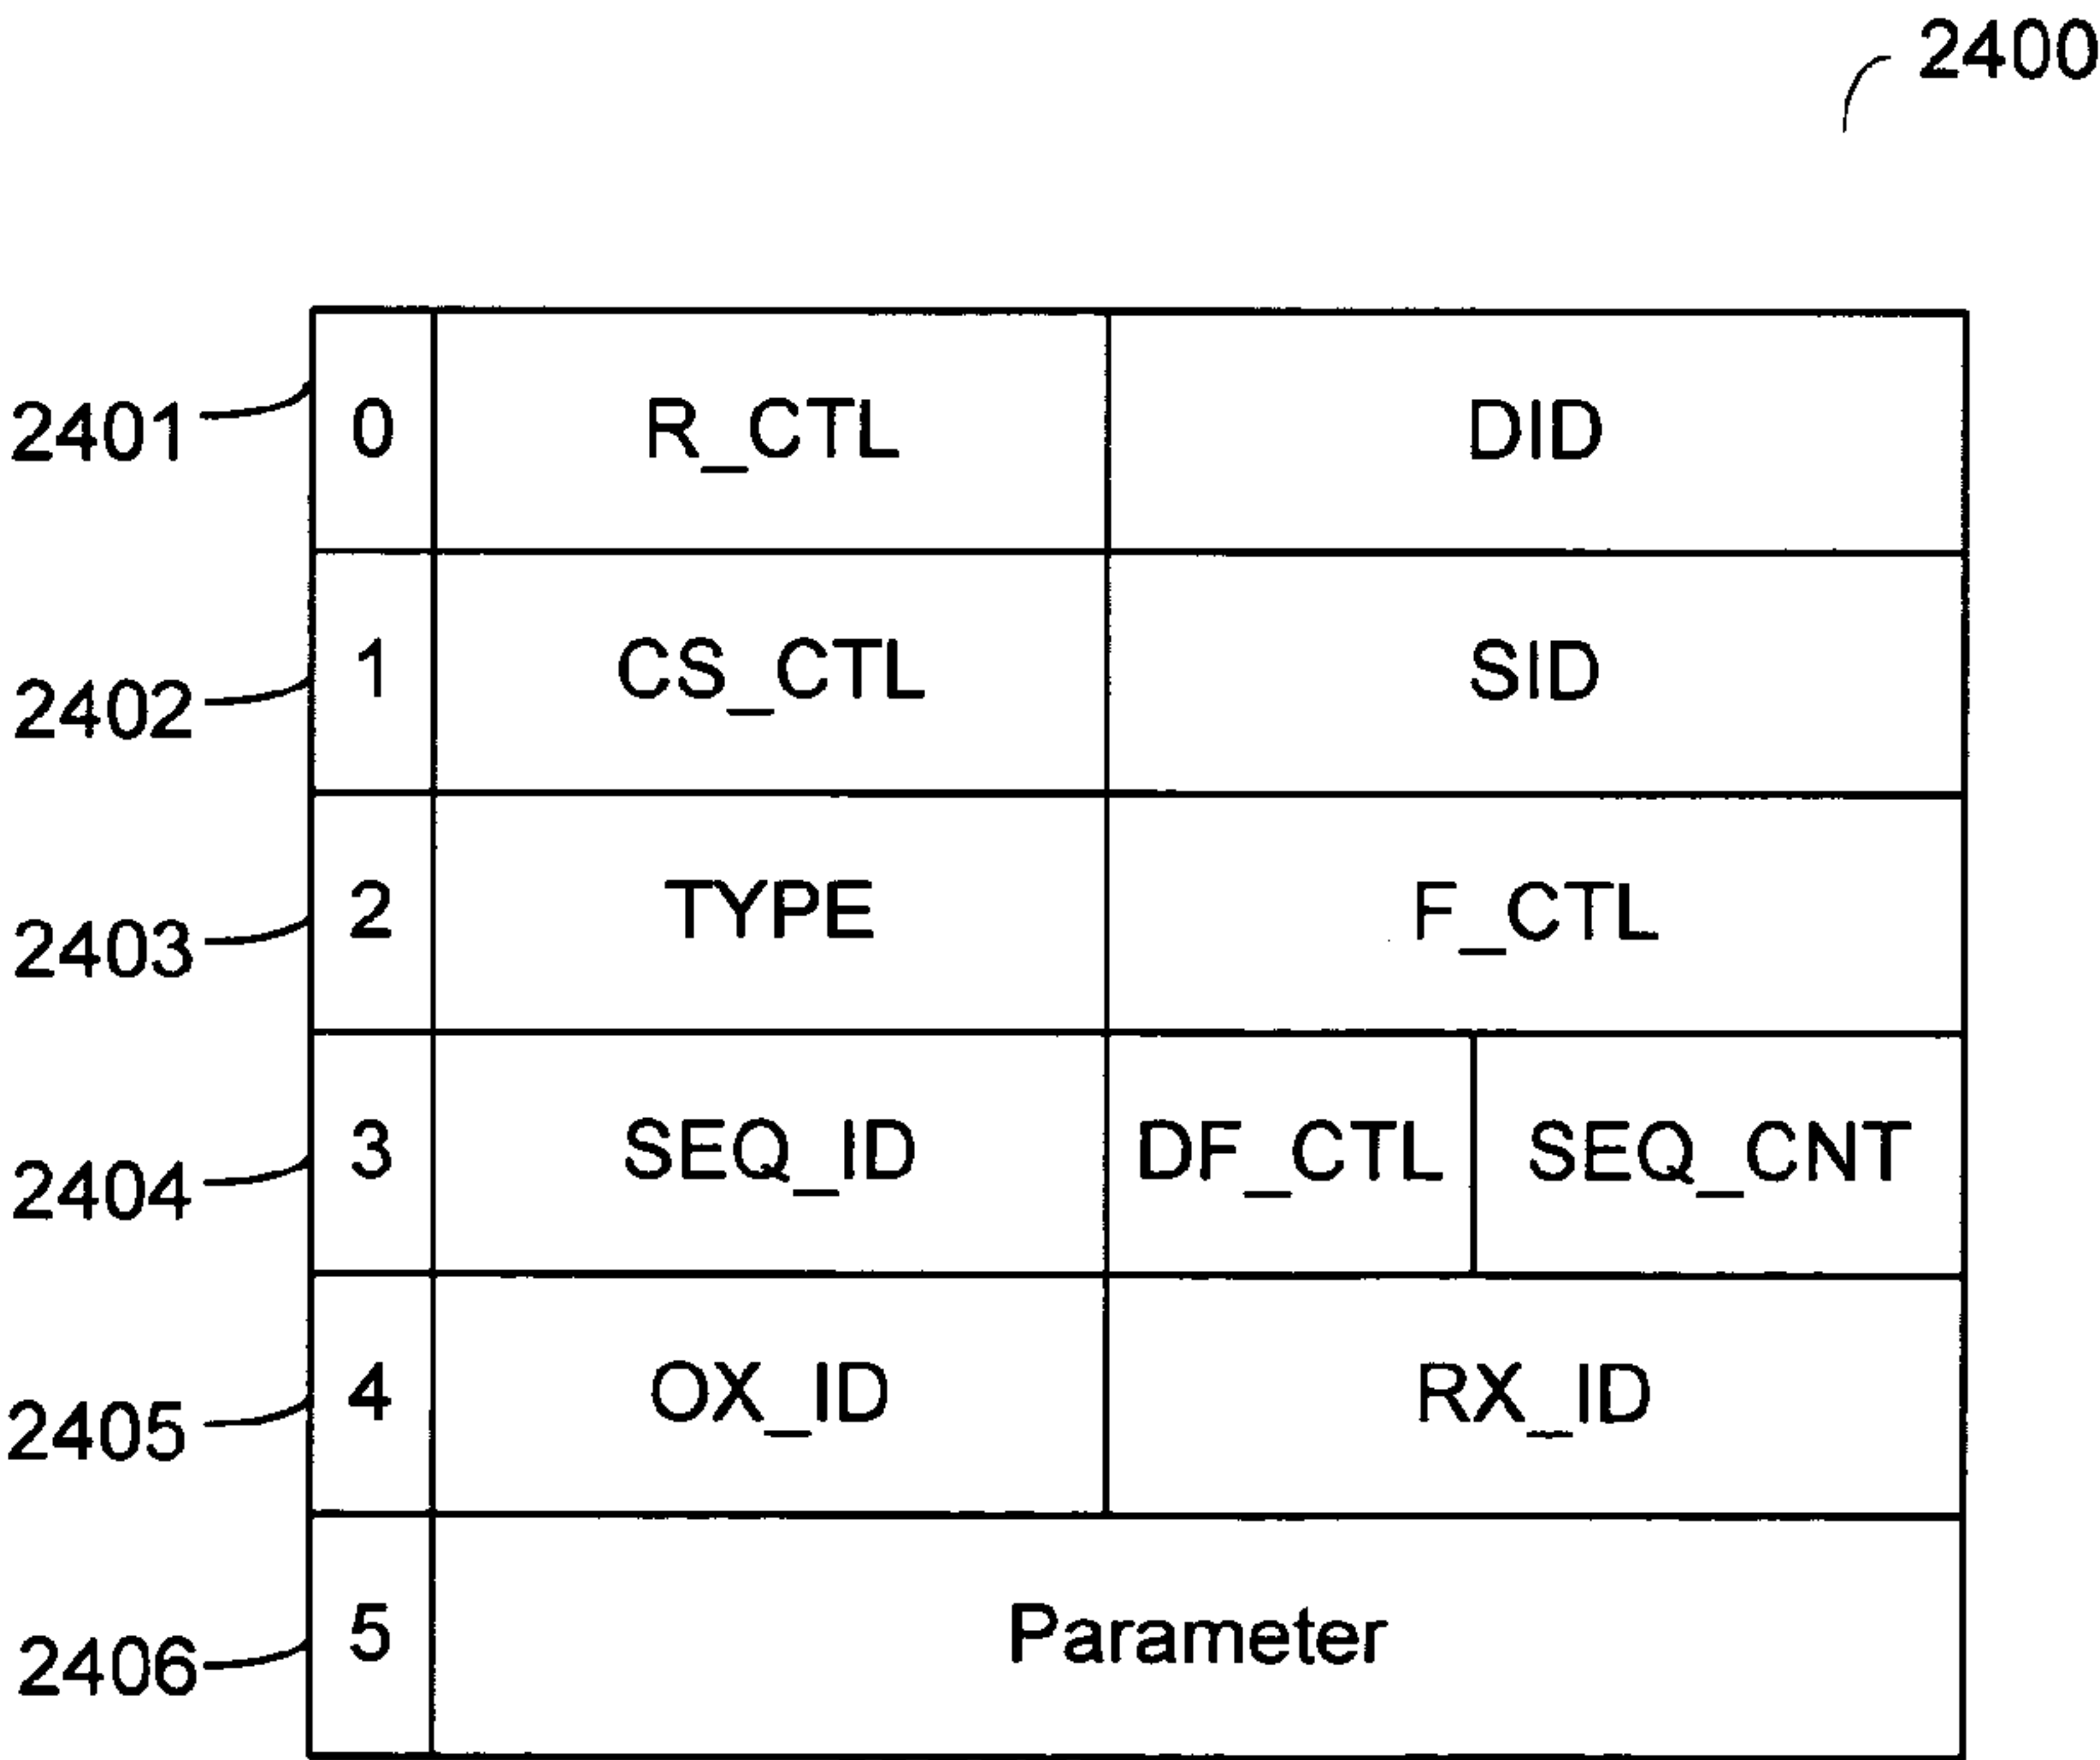 2400
2401 0 R_CTL DID
2402 1 CS_CTL SID
2403 2 TYPE F_CTL
2404 3 SEQ_ID DF_CTL SEQ_CNT
2405 4 OX_ID RX_ID
2406 5 Parameter